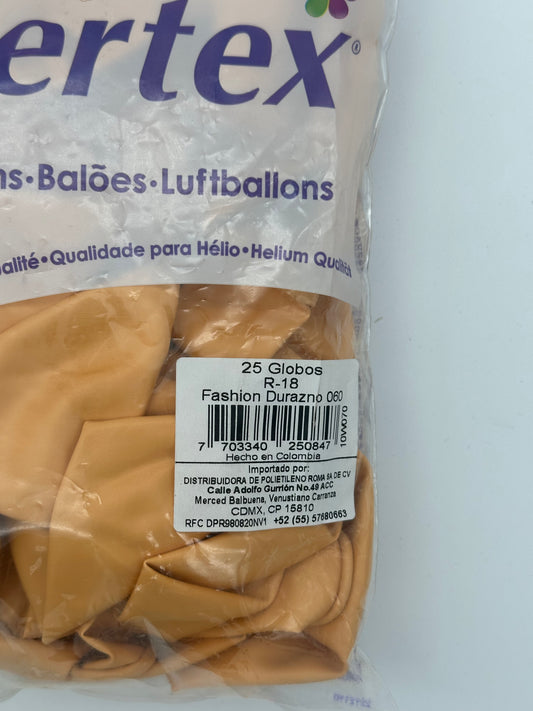 ertex®
ns•Balões•Luftballons
alité•Qualidade para Hélio•Helium Qualität
25 Globos
R-18
Fashion Durazno 060
7 703340 250847
10W070
Hecho en Colombia
Importado por:
DISTRIBUIDORA DE POLIETILENO ROMA SA DE CV
Calle Adolfo Gurrión No.49 ACC
Merced Balbuena, Venustiano Carranza
CDMX, CP 15810
RFC DPR980820NV1 +52 (55) 57680663